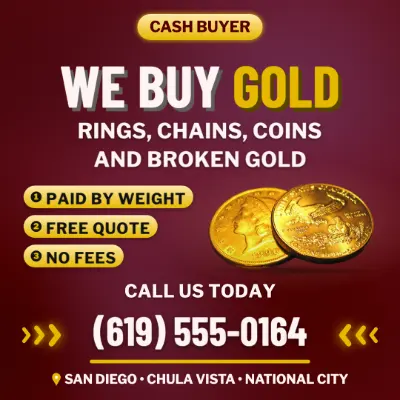 CASH BUYER
WE BUY GOLD
RINGS, CHAINS, COINS
AND BROKEN GOLD
1 PAID BY WEIGHT
2 FREE QUOTE
3 NO FEES
CALL US TODAY
(619) 555-0164
SAN DIEGO • CHULA VISTA • NATIONAL CITY